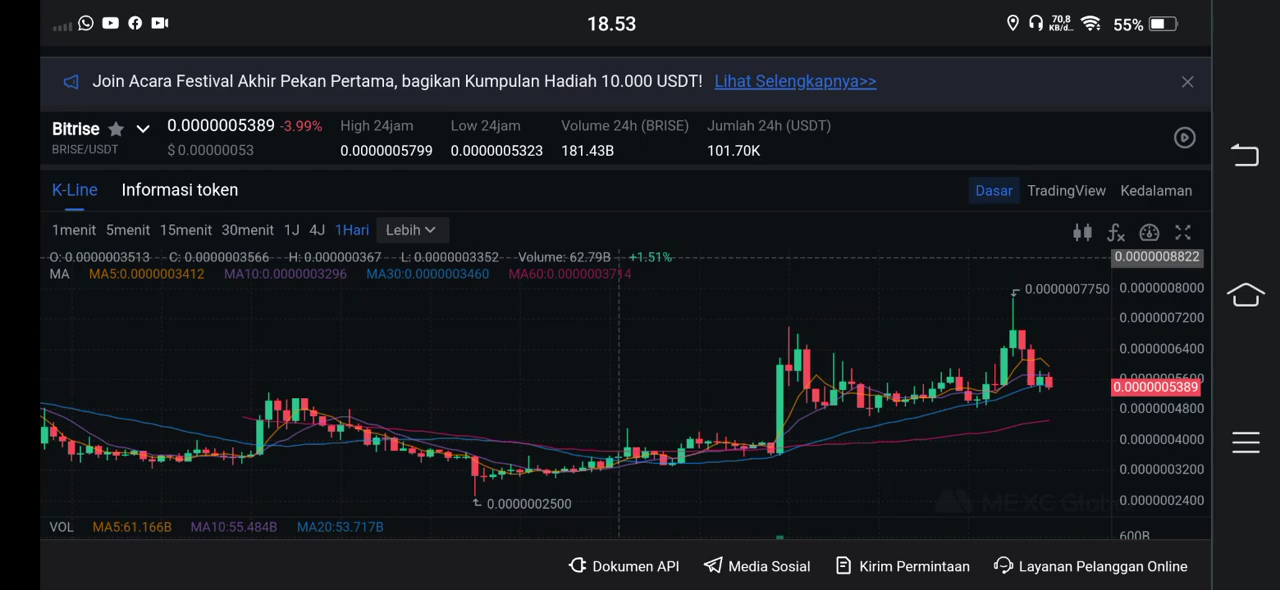 18.53
70,8
KB/d...
55%
Join Acara Festival Akhir Pekan Pertama, bagikan Kumpulan Hadiah 10.000 USDT! Lihat Selengkapnya>>
Bitrise 0.0000005389 -3.99% High 24jam Low 24jam Volume 24h (BRISE) Jumlah 24h (USDT)
BRISE/USDT $ 0.00000053 0.0000005799 0.0000005323 181.43B 101.70K
K-Line Informasi token Dasar TradingView Kedalaman
1menit 5menit 15menit 30menit 1J 4J 1Hari Lebih
O: 0.0000003513 C: 0.0000003566 H: 0.000000367 L: 0.0000003352 Volume: 62.79B +1.51% 0.0000008822
MA MA5:0.0000003412 MA10:0.0000003296 MA30:0.0000003460 MA60:0.0000003714
0.0000007750 0.0000008000
0.0000007200
0.0000006400
0.0000005600
0.0000005389
0.0000004800
0.0000004000
0.0000003200
0.0000002500 0.0000002400
MEXC Global
VOL MA5:61.166B MA10:55.484B MA20:53.717B
600B
Dokumen API Media Sosial Kirim Permintaan Layanan Pelanggan Online